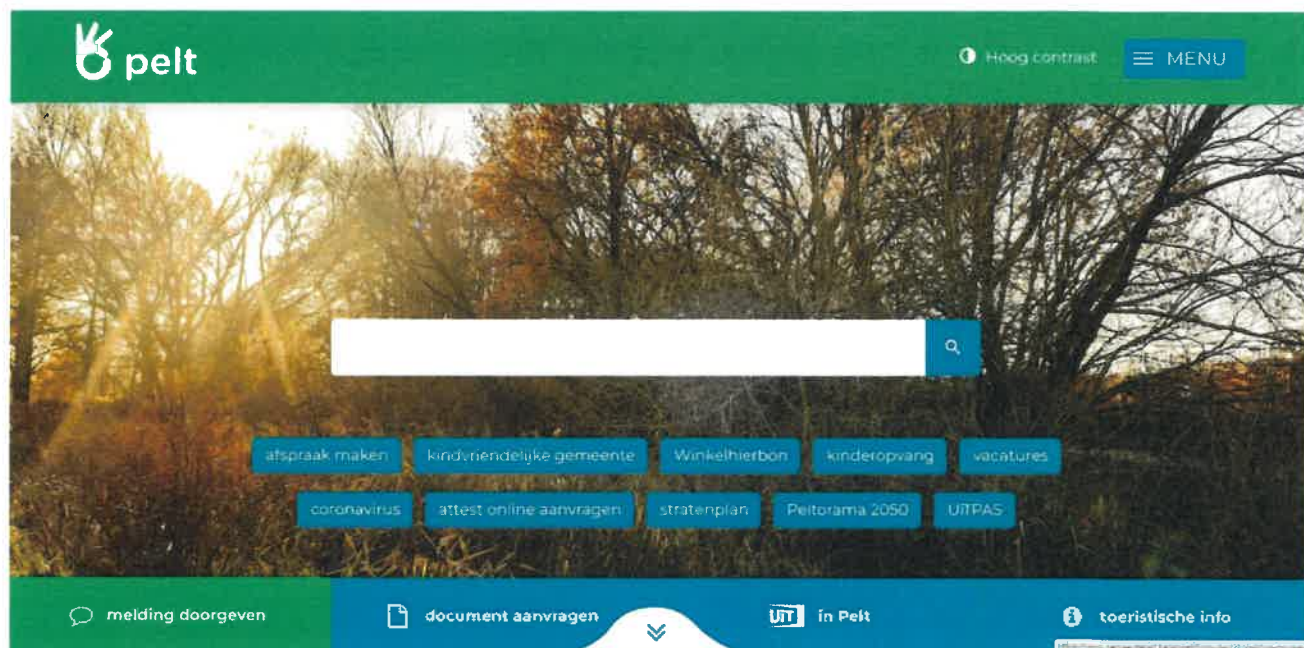 pelt
Hoog contrast
MENU
afspraak maken
kindvriendelijke gemeente
Winkelhierbon
kinderopvang
vacatures
coronavirus
attest online aanvragen
stratenplan
Peltorama 2050
UiTPAS
melding doorgeven
document aanvragen
UiT in Pelt
toeristische info